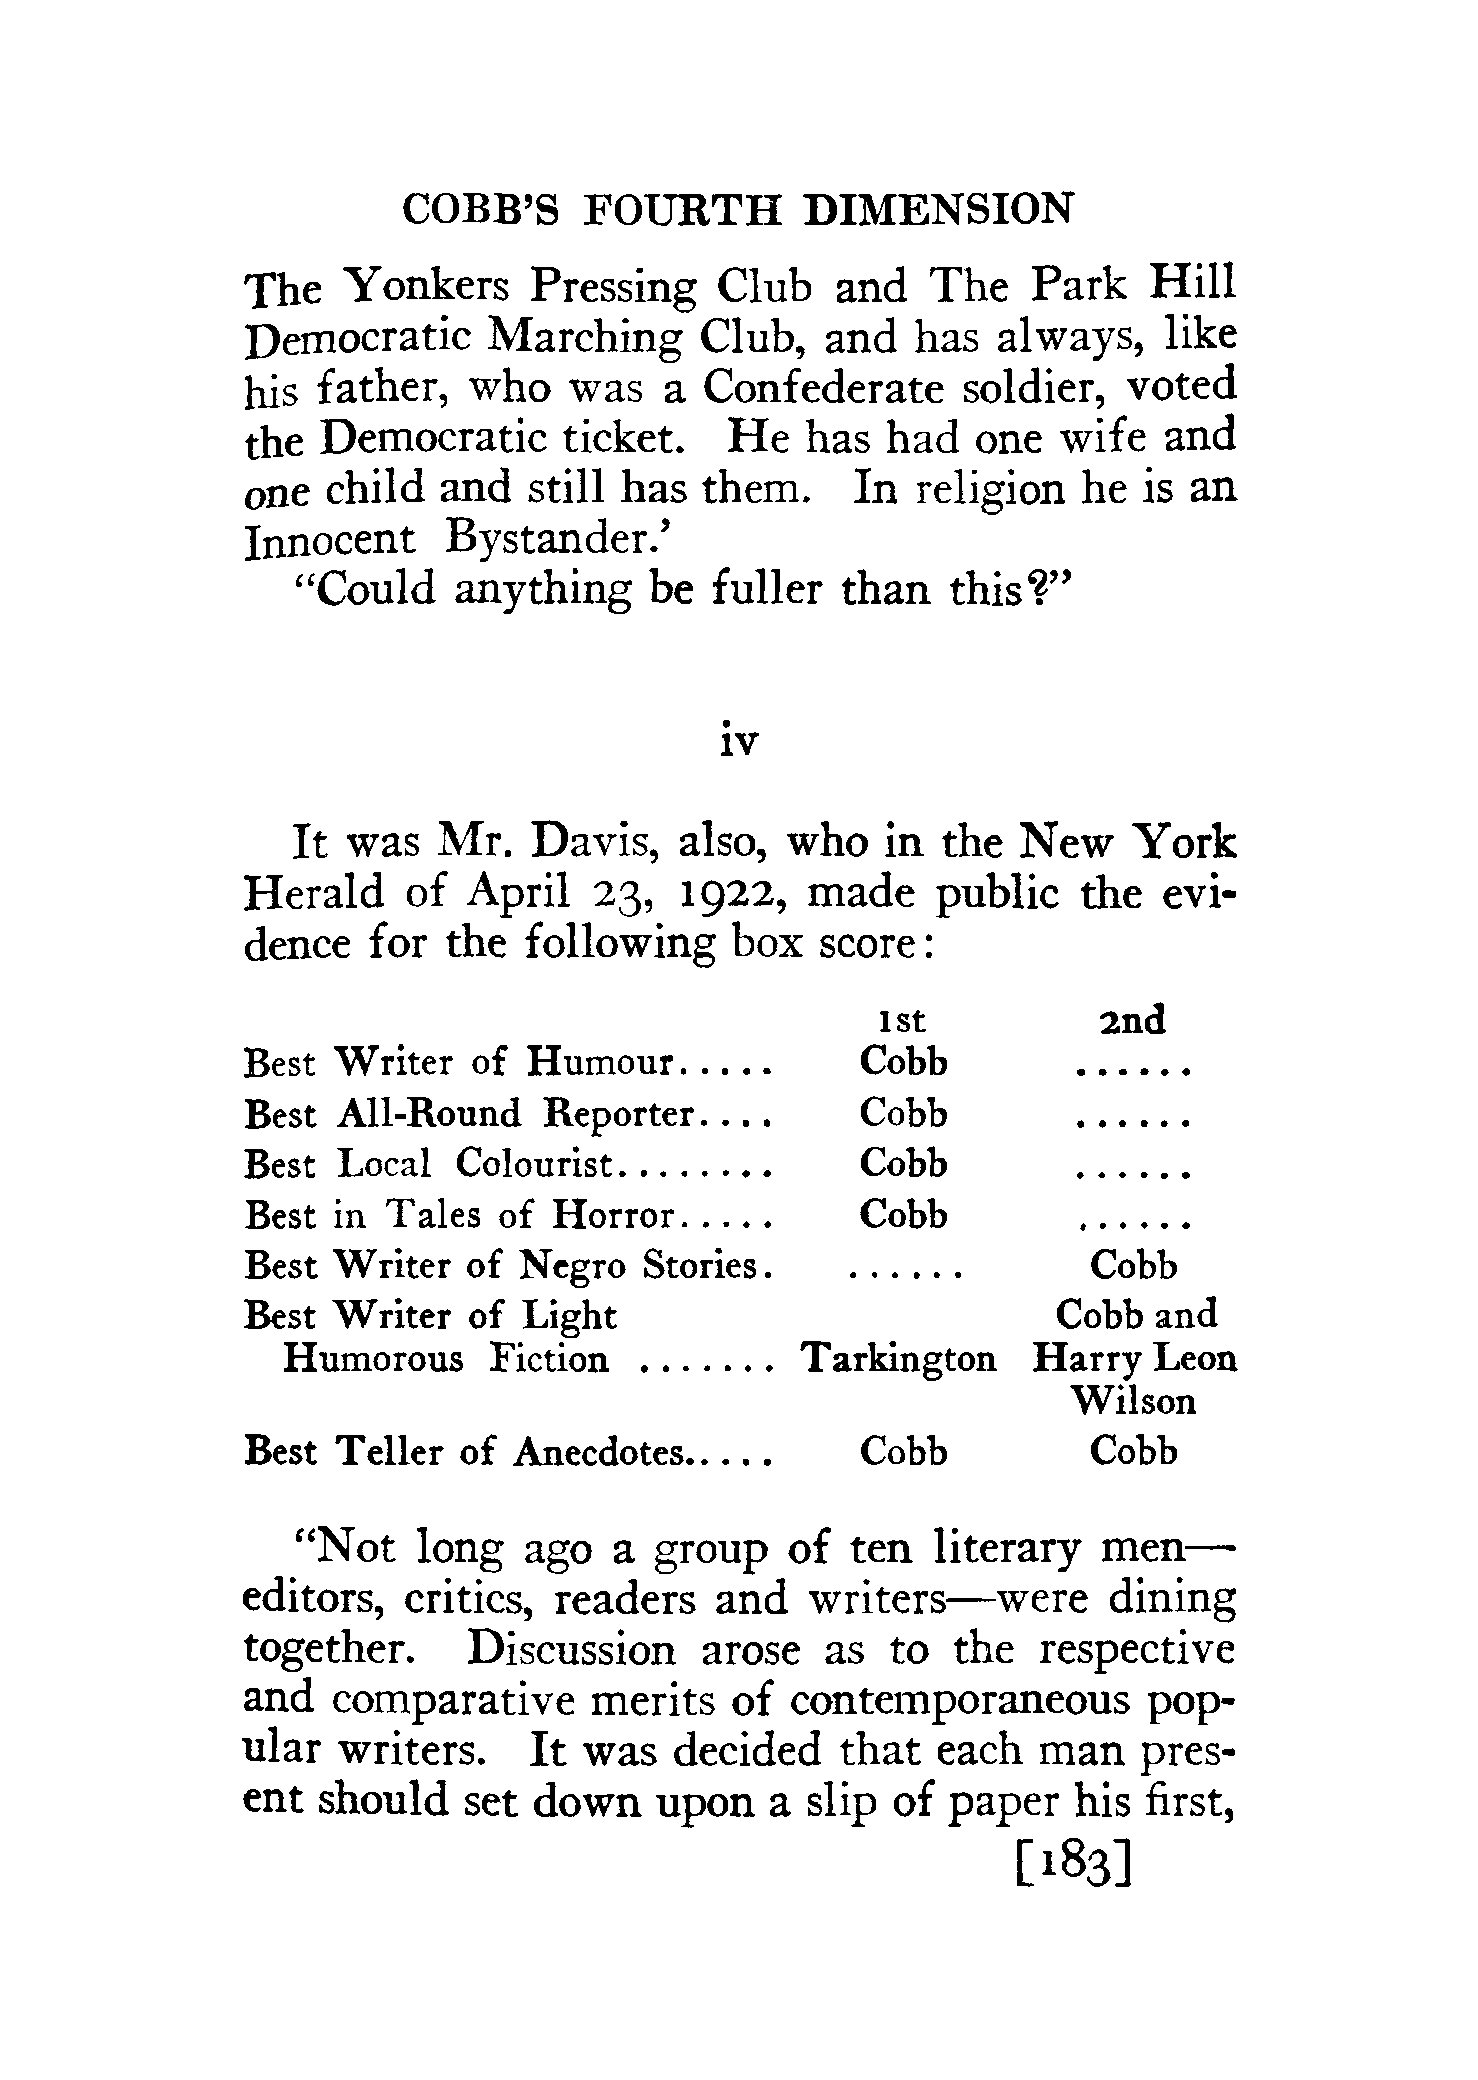 COBB'S FOURTH DIMENSION
The Yonkers Pressing Club and The Park Hill
Democratic Marching Club, and has always, like
his father, who was a Confederate soldier, voted
the Democratic ticket. He has had one wife and
one child and still has them. In religion he is an
Innocent Bystander.'
"Could anything be fuller than this?"
iv
It was Mr. Davis, also, who in the New York
Herald of April 23, 1922, made public the evi-
dence for the following box score:
1st 2nd
Best Writer of Humour..... Cobb ......
Best All-Round Reporter.... Cobb ......
Best Local Colourist........ Cobb ......
Best in Tales of Horror..... Cobb ......
Best Writer of Negro Stories. ...... Cobb
Best Writer of Light Cobb and
Humorous Fiction ....... Tarkington Harry Leon
Wilson
Best Teller of Anecdotes..... Cobb Cobb
"Not long ago a group of ten literary men—
editors, critics, readers and writers—were dining
together. Discussion arose as to the respective
and comparative merits of contemporaneous pop-
ular writers. It was decided that each man pres-
ent should set down upon a slip of paper his first,
[183]